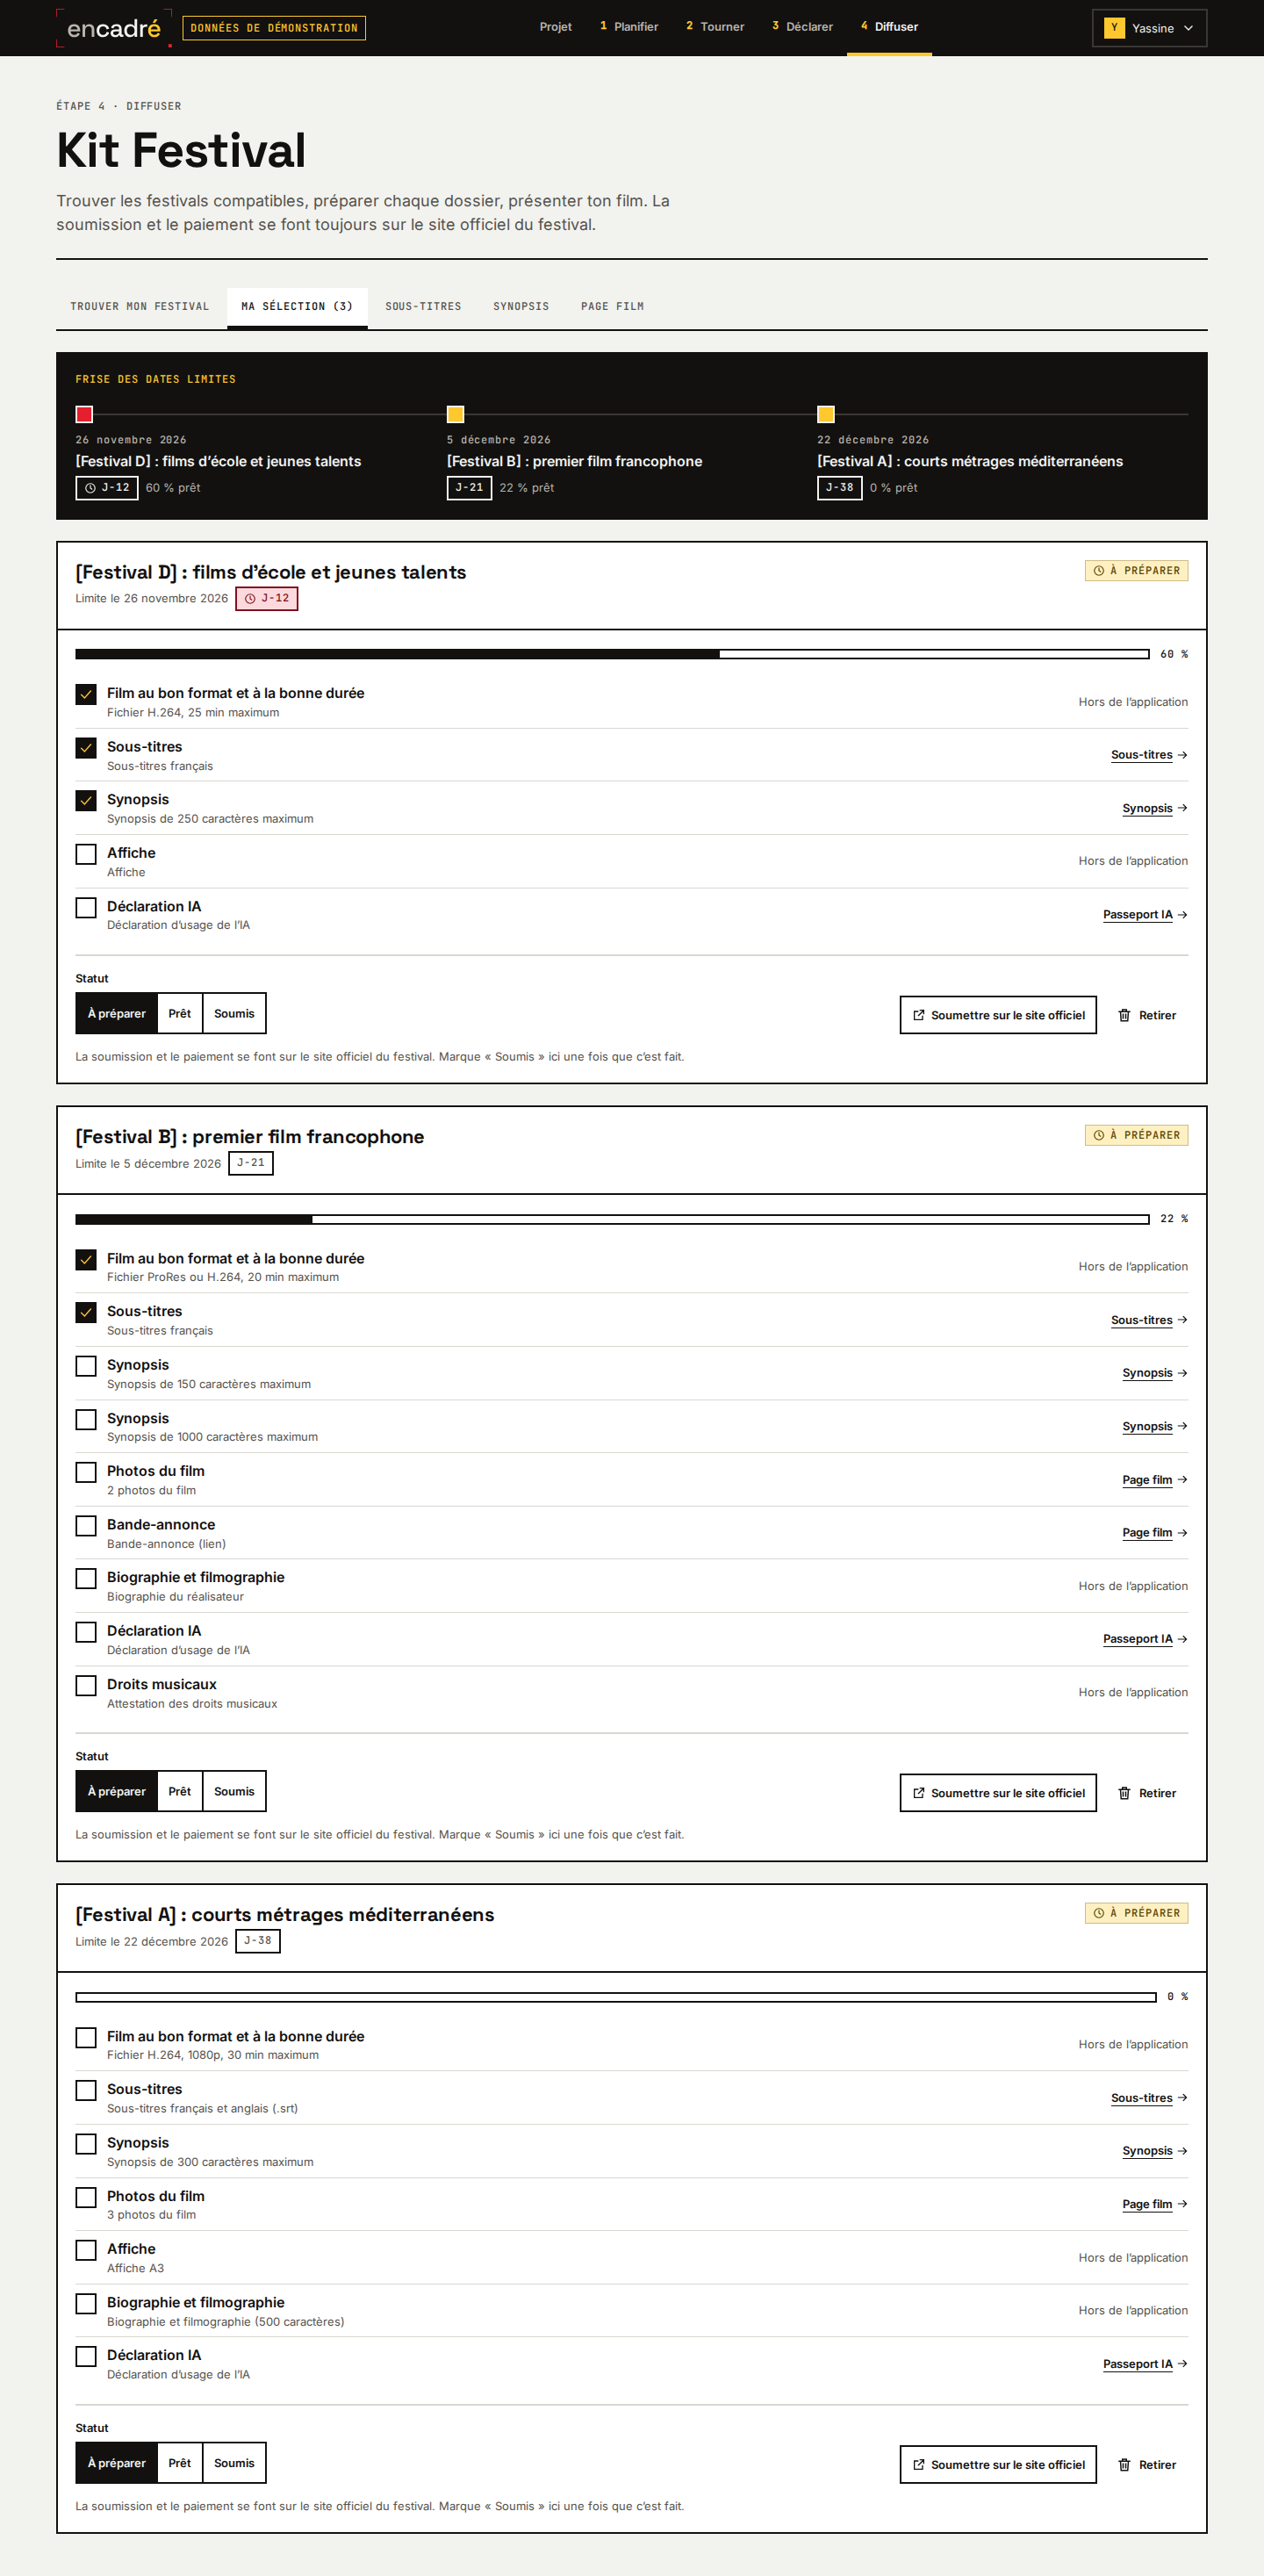 encadré
DONNÉES DE DÉMONSTRATION
Projet
1 Planifier
2 Tourner
3 Déclarer
4 Diffuser
Y Yassine
ÉTAPE 4 · DIFFUSER
Kit Festival
Trouver les festivals compatibles, préparer chaque dossier, présenter ton film. La
soumission et le paiement se font toujours sur le site officiel du festival.
TROUVER MON FESTIVAL
MA SÉLECTION (3)
SOUS-TITRES
SYNOPSIS
PAGE FILM
FRISE DES DATES LIMITES
26 novembre 2026
[Festival D] : films d’école et jeunes talents
J-12 60 % prêt
5 décembre 2026
[Festival B] : premier film francophone
J-21 22 % prêt
22 décembre 2026
[Festival A] : courts métrages méditerranéens
J-38 0 % prêt
[Festival D] : films d’école et jeunes talents
À PRÉPARER
Limite le 26 novembre 2026 J-12
60 %
Film au bon format et à la bonne durée
Fichier H.264, 25 min maximum
Hors de l’application
Sous-titres
Sous-titres français
Sous-titres →
Synopsis
Synopsis de 250 caractères maximum
Synopsis →
Affiche
Affiche
Hors de l’application
Déclaration IA
Déclaration d’usage de l’IA
Passeport IA →
Statut
À préparer
Prêt
Soumis
Soumettre sur le site officiel
Retirer
La soumission et le paiement se font sur le site officiel du festival. Marque « Soumis » ici une fois que c’est fait.
[Festival B] : premier film francophone
À PRÉPARER
Limite le 5 décembre 2026 J-21
22 %
Film au bon format et à la bonne durée
Fichier ProRes ou H.264, 20 min maximum
Hors de l’application
Sous-titres
Sous-titres français
Sous-titres →
Synopsis
Synopsis de 150 caractères maximum
Synopsis →
Synopsis
Synopsis de 1000 caractères maximum
Synopsis →
Photos du film
2 photos du film
Page film →
Bande-annonce
Bande-annonce (lien)
Page film →
Biographie et filmographie
Biographie du réalisateur
Hors de l’application
Déclaration IA
Déclaration d’usage de l’IA
Passeport IA →
Droits musicaux
Attestation des droits musicaux
Hors de l’application
Statut
À préparer
Prêt
Soumis
Soumettre sur le site officiel
Retirer
La soumission et le paiement se font sur le site officiel du festival. Marque « Soumis » ici une fois que c’est fait.
[Festival A] : courts métrages méditerranéens
À PRÉPARER
Limite le 22 décembre 2026 J-38
0 %
Film au bon format et à la bonne durée
Fichier H.264, 1080p, 30 min maximum
Hors de l’application
Sous-titres
Sous-titres français et anglais (.srt)
Sous-titres →
Synopsis
Synopsis de 300 caractères maximum
Synopsis →
Photos du film
3 photos du film
Page film →
Affiche
Affiche A3
Hors de l’application
Biographie et filmographie
Biographie et filmographie (500 caractères)
Hors de l’application
Déclaration IA
Déclaration d’usage de l’IA
Passeport IA →
Statut
À préparer
Prêt
Soumis
Soumettre sur le site officiel
Retirer
La soumission et le paiement se font sur le site officiel du festival. Marque « Soumis » ici une fois que c’est fait.